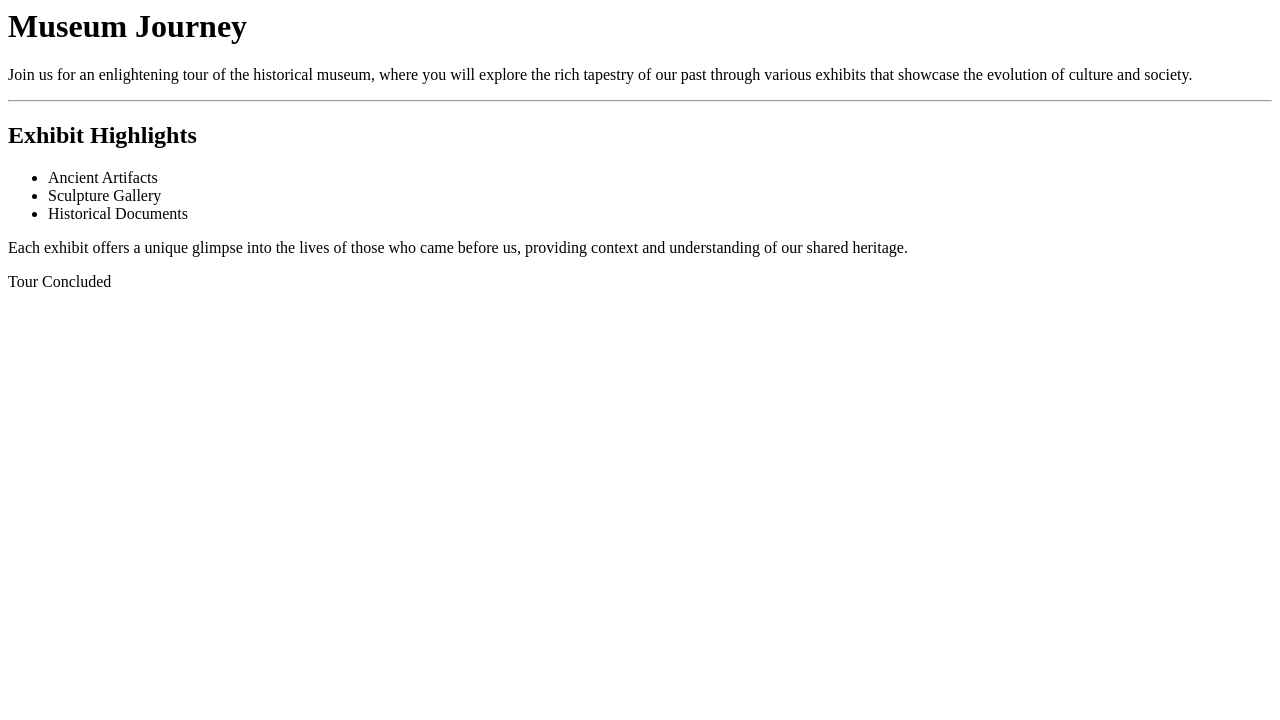 Museum Journey
Join us for an enlightening tour of the historical museum, where you will explore the rich tapestry of our past through various exhibits that showcase the evolution of culture and society.
Exhibit Highlights
Ancient Artifacts
Sculpture Gallery
Historical Documents
Each exhibit offers a unique glimpse into the lives of those who came before us, providing context and understanding of our shared heritage.
Tour Concluded